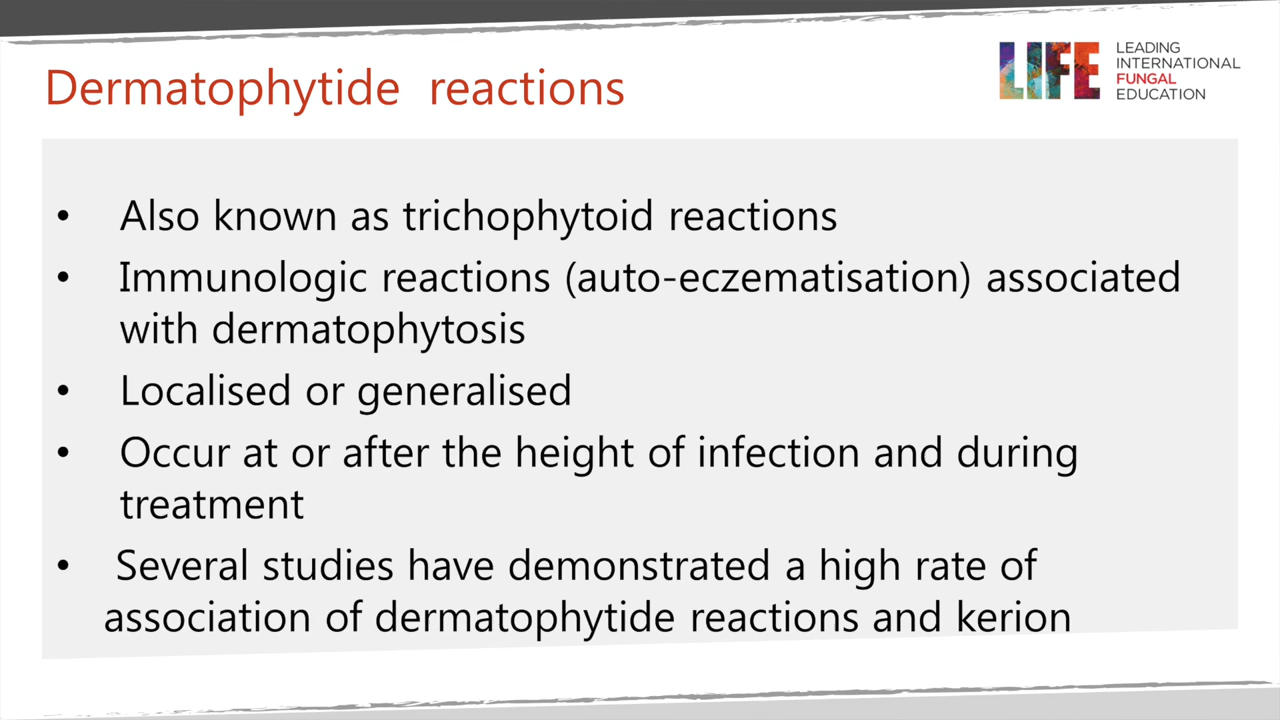 LIFE
LEADING
INTERNATIONAL
FUNGAL
EDUCATION
Dermatophytide reactions
• Also known as trichophytoid reactions
• Immunologic reactions (auto-eczematisation) associated
with dermatophytosis
• Localised or generalised
• Occur at or after the height of infection and during
treatment
• Several studies have demonstrated a high rate of
association of dermatophytide reactions and kerion